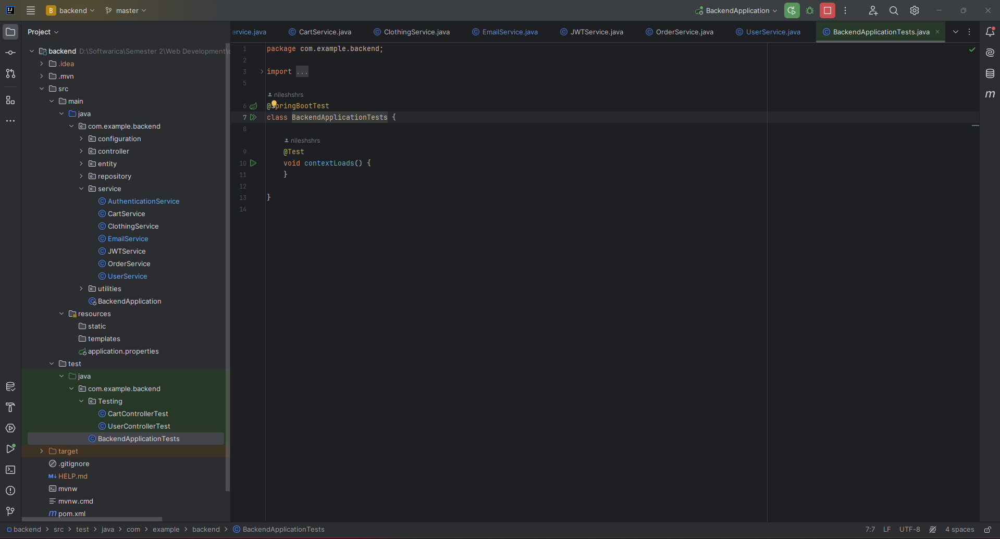 B backend master BackendApplication
Project
ervice.java CartService.java ClothingService.java EmailService.java JWTService.java OrderService.java UserService.java BackendApplicationTests.java
backend D:\Softwarica\Semester 2\Web Development\
.idea
.mvn
src
main
java
com.example.backend
configuration
controller
entity
repository
service
AuthenticationService
CartService
ClothingService
EmailService
JWTService
OrderService
UserService
utilities
BackendApplication
resources
static
templates
application.properties
test
java
com.example.backend
Testing
CartControllerTest
UserControllerTest
BackendApplicationTests
target
.gitignore
M↓ HELP.md
mvnw
mvnw.cmd
m pom.xml
1 package com.example.backend;
2
3 import ...
5
nileshshrs
6 @SpringBootTest
7 class BackendApplicationTests {
8
nileshshrs
9 @Test
10 void contextLoads() {
11 }
12
13 }
14
m
backend > src > test > java > com > example > backend > BackendApplicationTests
7:7 LF UTF-8 4 spaces